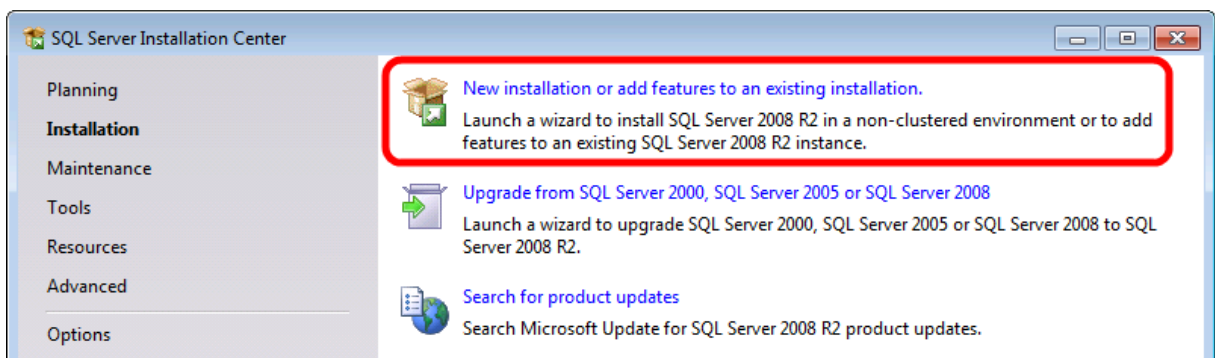 SQL Server Installation Center
Planning
Installation
Maintenance
Tools
Resources
Advanced
Options
New installation or add features to an existing installation.
Launch a wizard to install SQL Server 2008 R2 in a non-clustered environment or to add
features to an existing SQL Server 2008 R2 instance.
Upgrade from SQL Server 2000, SQL Server 2005 or SQL Server 2008
Launch a wizard to upgrade SQL Server 2000, SQL Server 2005 or SQL Server 2008 to SQL
Server 2008 R2.
Search for product updates
Search Microsoft Update for SQL Server 2008 R2 product updates.